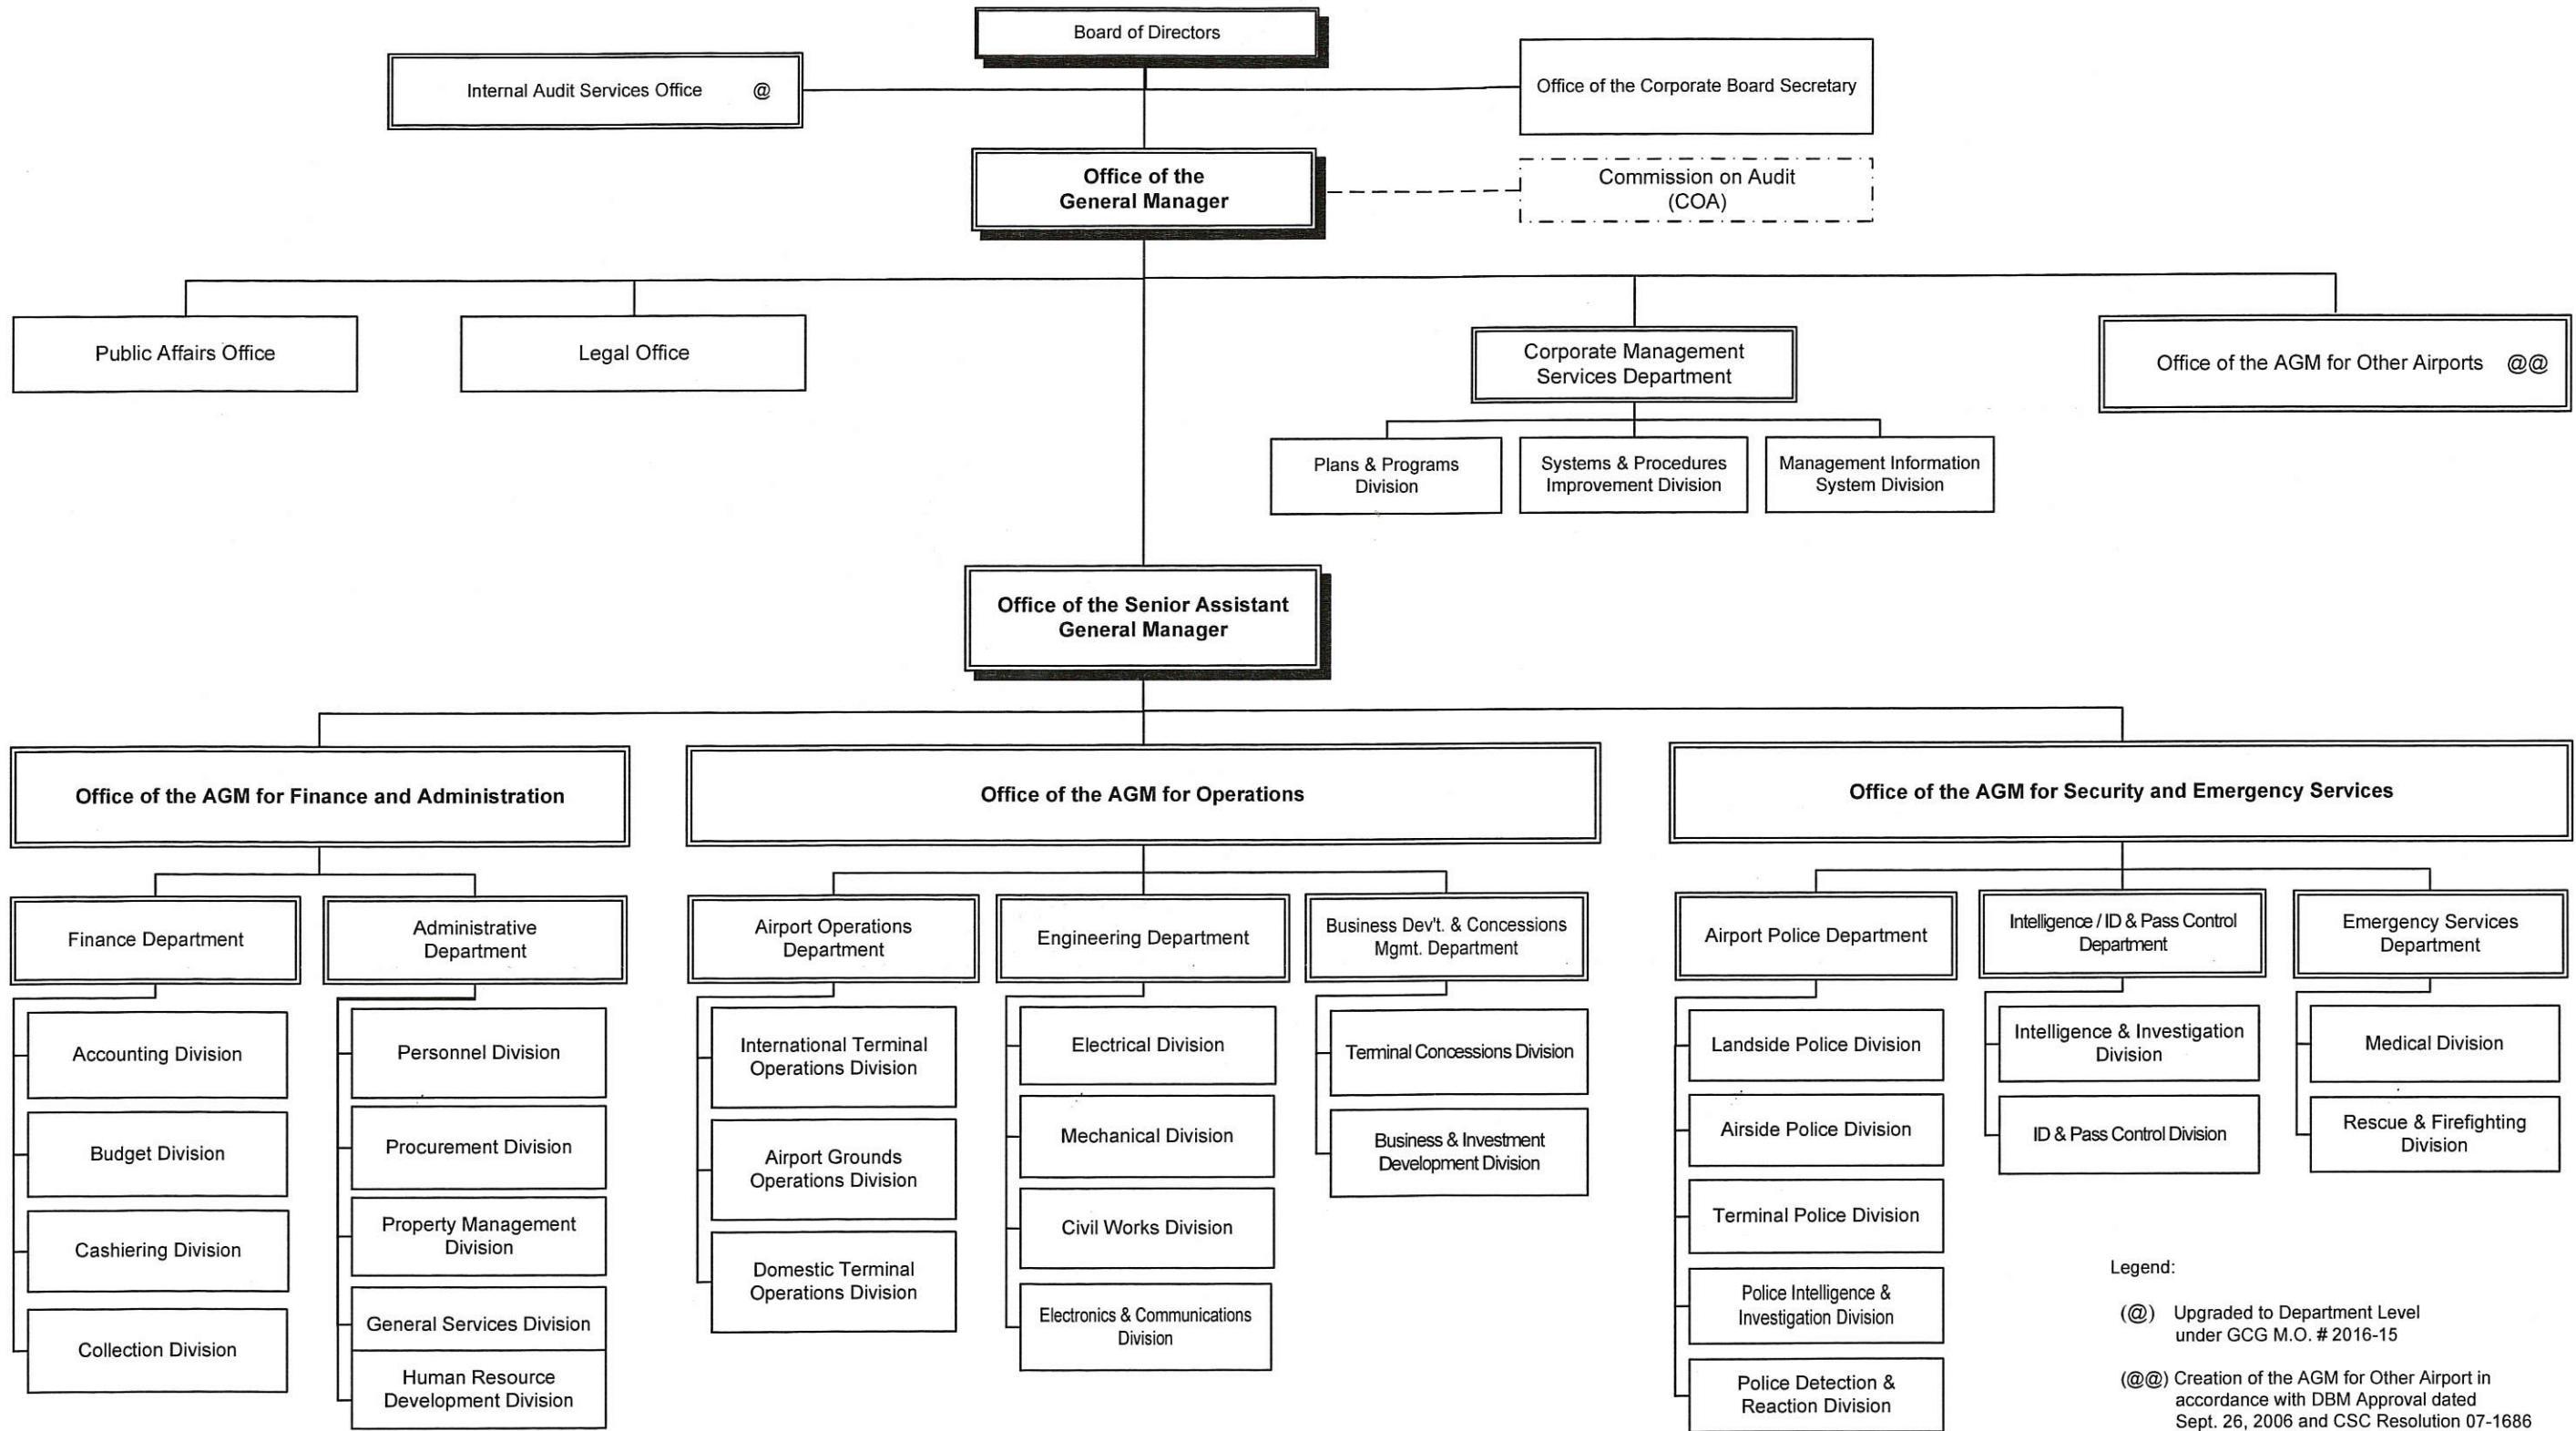 Board of Directors
Internal Audit Services Office @
Office of the Corporate Board Secretary
Office of the
General Manager
Commission on Audit
(COA)
Public Affairs Office
Legal Office
Corporate Management
Services Department
Office of the AGM for Other Airports @@
Plans & Programs
Division
Systems & Procedures
Improvement Division
Management Information
System Division
Office of the Senior Assistant
General Manager
Office of the AGM for Finance and Administration
Office of the AGM for Operations
Office of the AGM for Security and Emergency Services
Finance Department
Administrative
Department
Airport Operations
Department
Engineering Department
Business Dev't. & Concessions
Mgmt. Department
Airport Police Department
Intelligence / ID & Pass Control
Department
Emergency Services
Department
Accounting Division
Budget Division
Cashiering Division
Collection Division
Personnel Division
Procurement Division
Property Management
Division
General Services Division
Human Resource
Development Division
International Terminal
Operations Division
Airport Grounds
Operations Division
Domestic Terminal
Operations Division
Electrical Division
Mechanical Division
Civil Works Division
Electronics & Communications
Division
Terminal Concessions Division
Business & Investment
Development Division
Landside Police Division
Airside Police Division
Terminal Police Division
Police Intelligence &
Investigation Division
Police Detection &
Reaction Division
Intelligence & Investigation
Division
ID & Pass Control Division
Medical Division
Rescue & Firefighting
Division
Legend:
(@) Upgraded to Department Level
under GCG M.O. # 2016-15
(@@) Creation of the AGM for Other Airport in
accordance with DBM Approval dated
Sept. 26, 2006 and CSC Resolution 07-1686